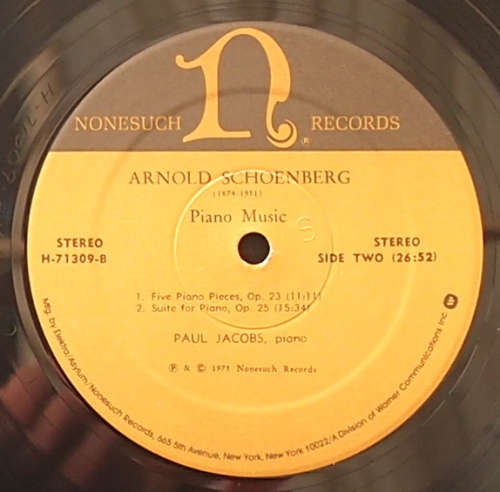 n
NONESUCH RECORDS
®
ARNOLD SCHOENBERG
(1874-1951)
Piano Music
S
STEREO
H-71309-B
STEREO
SIDE TWO (26:52)
1. Five Piano Pieces, Op. 23 (11:11)
2. Suite for Piano, Op. 25 (15:34)
PAUL JACOBS, piano
℗ & © 1975 Nonesuch Records
Mfg. by Elektra/Asylum/Nonesuch Records, 665 5th Avenue, New York, New York 10022/A Division of Warner Communications Inc.